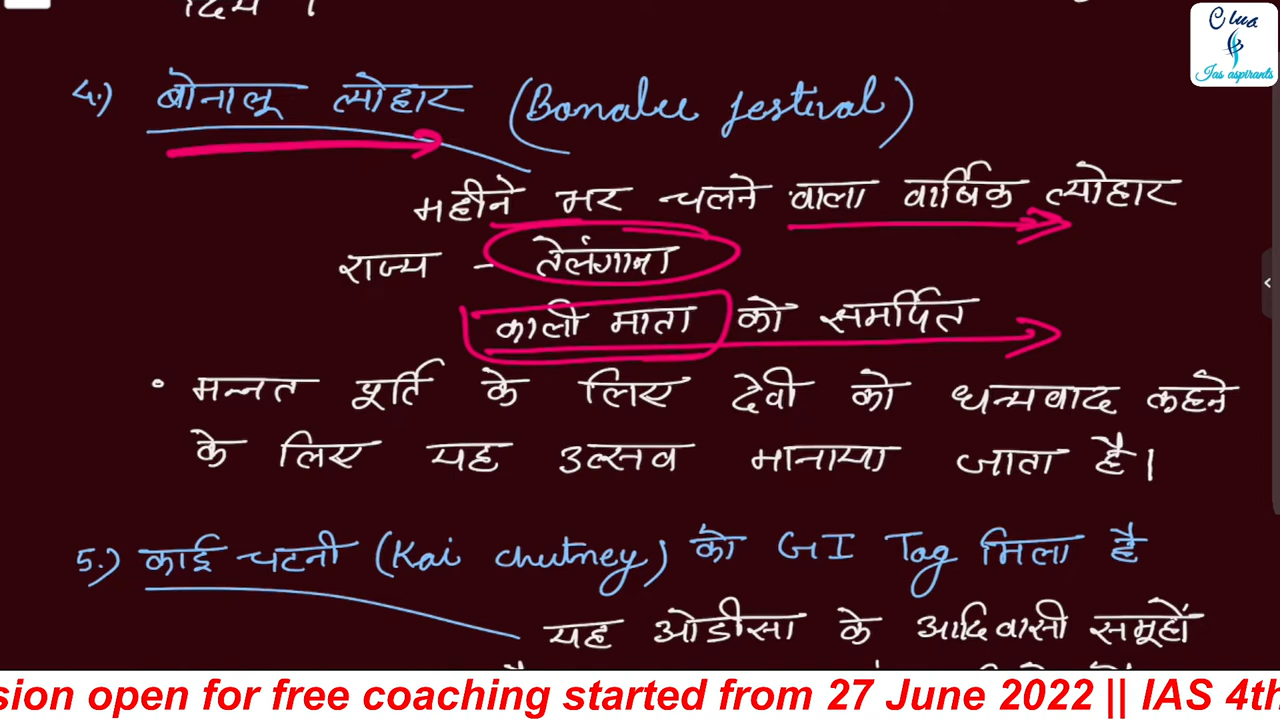 दिये ।
Clue
Ias aspirants
4.) बोनालू त्योहार (Bonalu festival)
महीने भर चलने वाला वार्षिक त्योहार
राज्य - तेलंगाना
काली माता को समर्पित
• मन्नत पूर्ति के लिए देवी को धन्यवाद कहने
के लिए यह उत्सव मानाया जाता है।
5.) काई चटनी (Kai chutney) को GI Tag मिला है
यह ओडीसा के आदिवासी समूहों
sion open for free coaching started from 27 June 2022 || IAS 4th